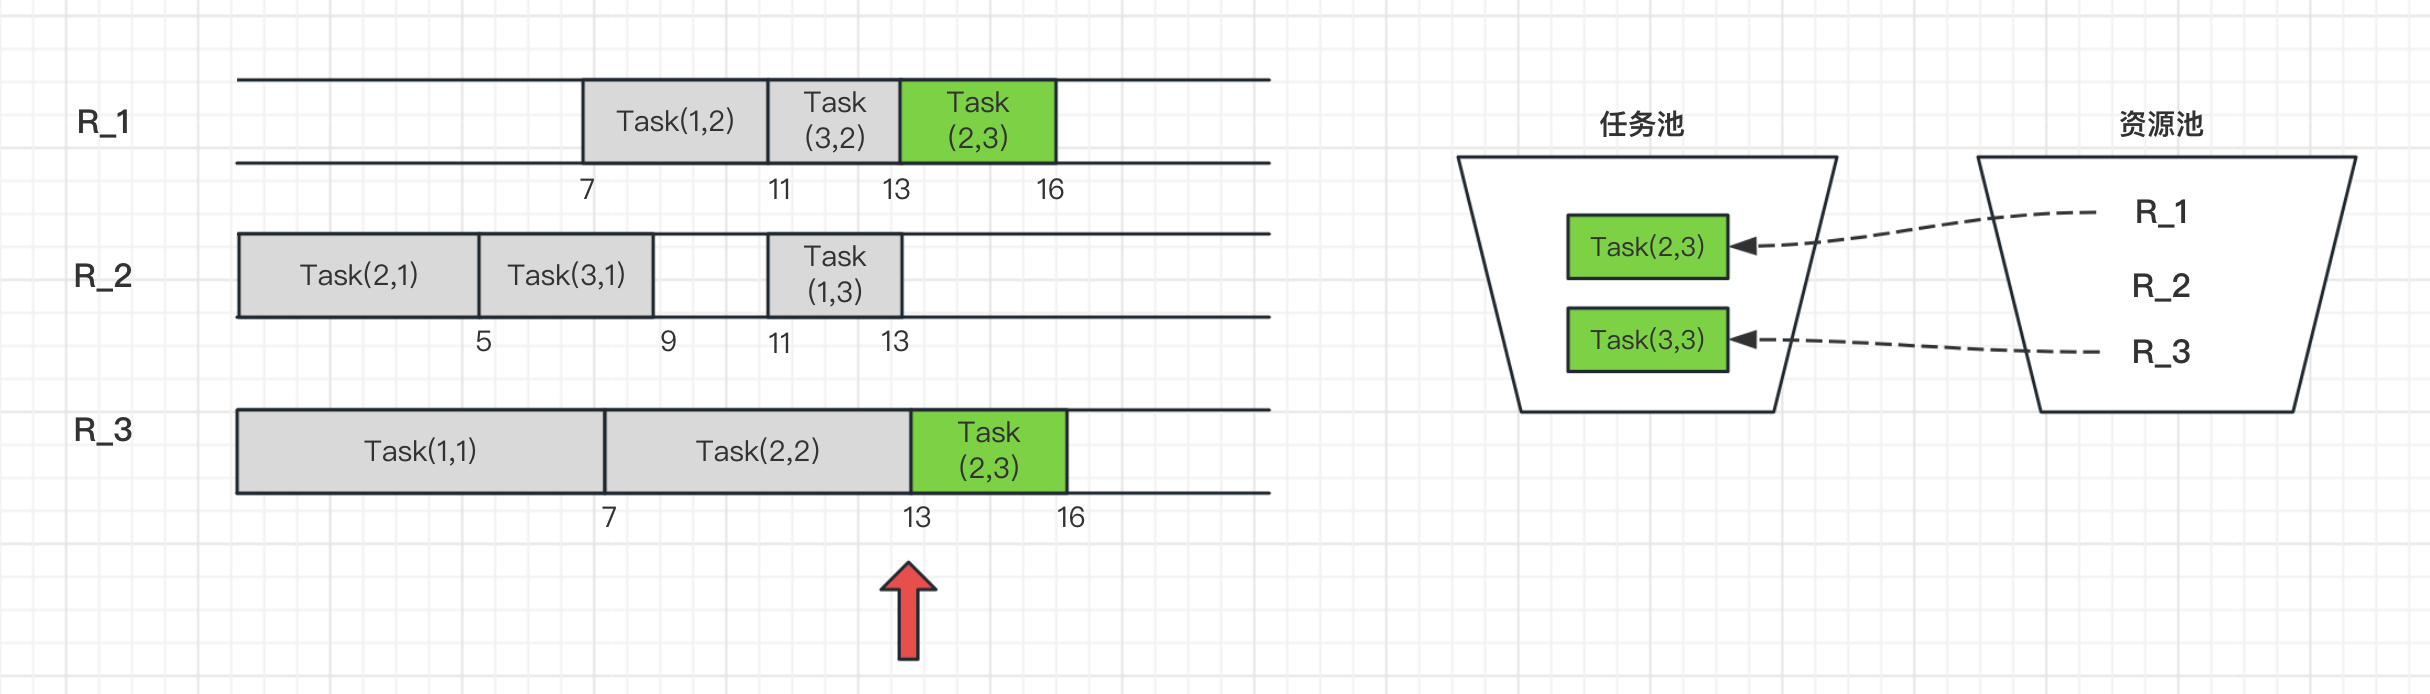 R_1
Task(1,2)
Task
(3,2)
Task
(2,3)
7
11
13
16
R_2
Task(2,1)
Task(3,1)
Task
(1,3)
5
9
11
13
R_3
Task(1,1)
Task(2,2)
Task
(2,3)
7
13
16
任务池
Task(2,3)
Task(3,3)
资源池
R_1
R_2
R_3